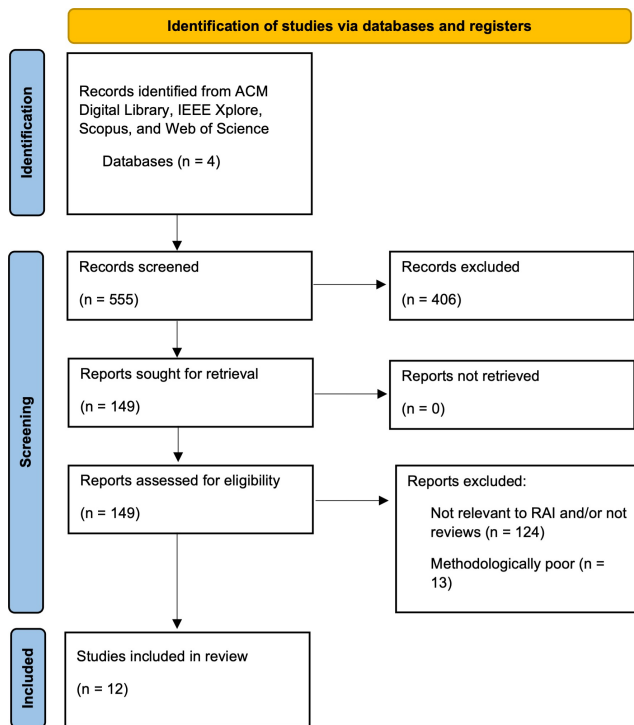 Identification of studies via databases and registers
Identification
Records identified from ACM
Digital Library, IEEE Xplore,
Scopus, and Web of Science
Databases (n = 4)
Screening
Records screened
(n = 555)
Records excluded
(n = 406)
Reports sought for retrieval
(n = 149)
Reports not retrieved
(n = 0)
Reports assessed for eligibility
(n = 149)
Reports excluded:
Not relevant to RAI and/or not
reviews (n = 124)
Methodologically poor (n =
13)
Included
Studies included in review
(n = 12)